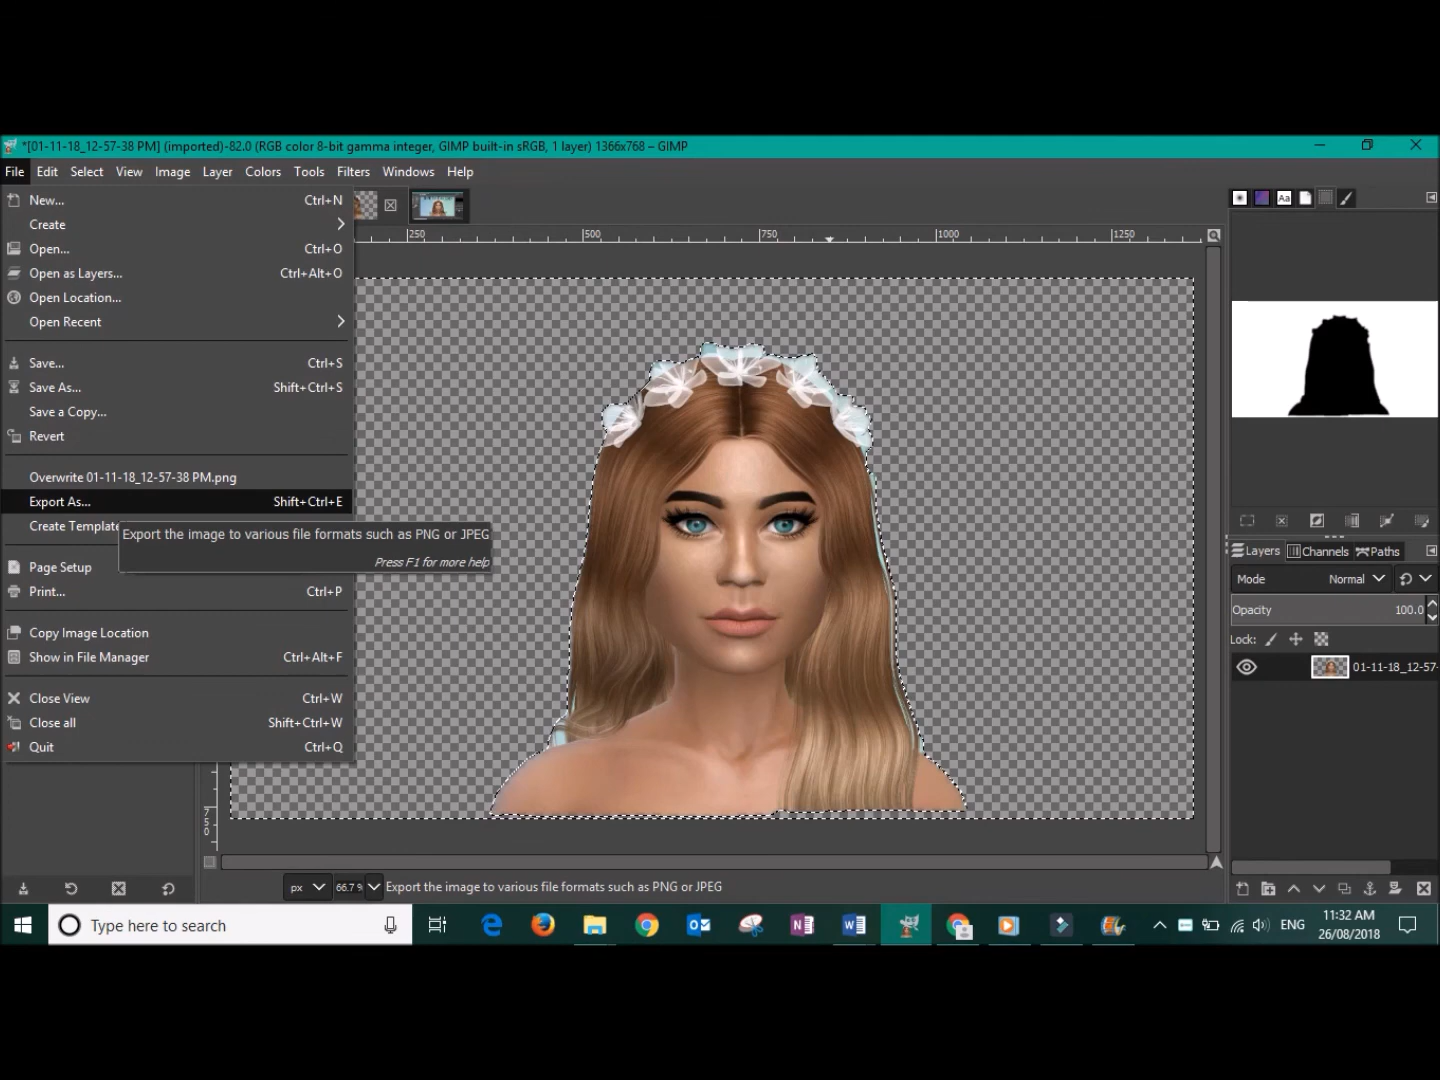 *[01-11-18_12-57-38 PM] (imported)-82.0 (RGB color 8-bit gamma integer, GIMP built-in sRGB, 1 layer) 1366x768 – GIMP
File Edit Select View Image Layer Colors Tools Filters Windows Help
New... Ctrl+N
Create
Open... Ctrl+O
Open as Layers... Ctrl+Alt+O
Open Location...
Open Recent
Save... Ctrl+S
Save As... Shift+Ctrl+S
Save a Copy...
Revert
Overwrite 01-11-18_12-57-38 PM.png
Export As... Shift+Ctrl+E
Create Template
Export the image to various file formats such as PNG or JPEG
Press F1 for more help
Page Setup
Print... Ctrl+P
Copy Image Location
Show in File Manager Ctrl+Alt+F
Close View Ctrl+W
Close all Shift+Ctrl+W
Quit Ctrl+Q
250 500 750 1000 1250
750
Aa
Layers Channels Paths
Mode Normal
Opacity 100.0
Lock:
01-11-18_12-57-
px 66.7 % Export the image to various file formats such as PNG or JPEG
Type here to search
ENG
11:32 AM
26/08/2018